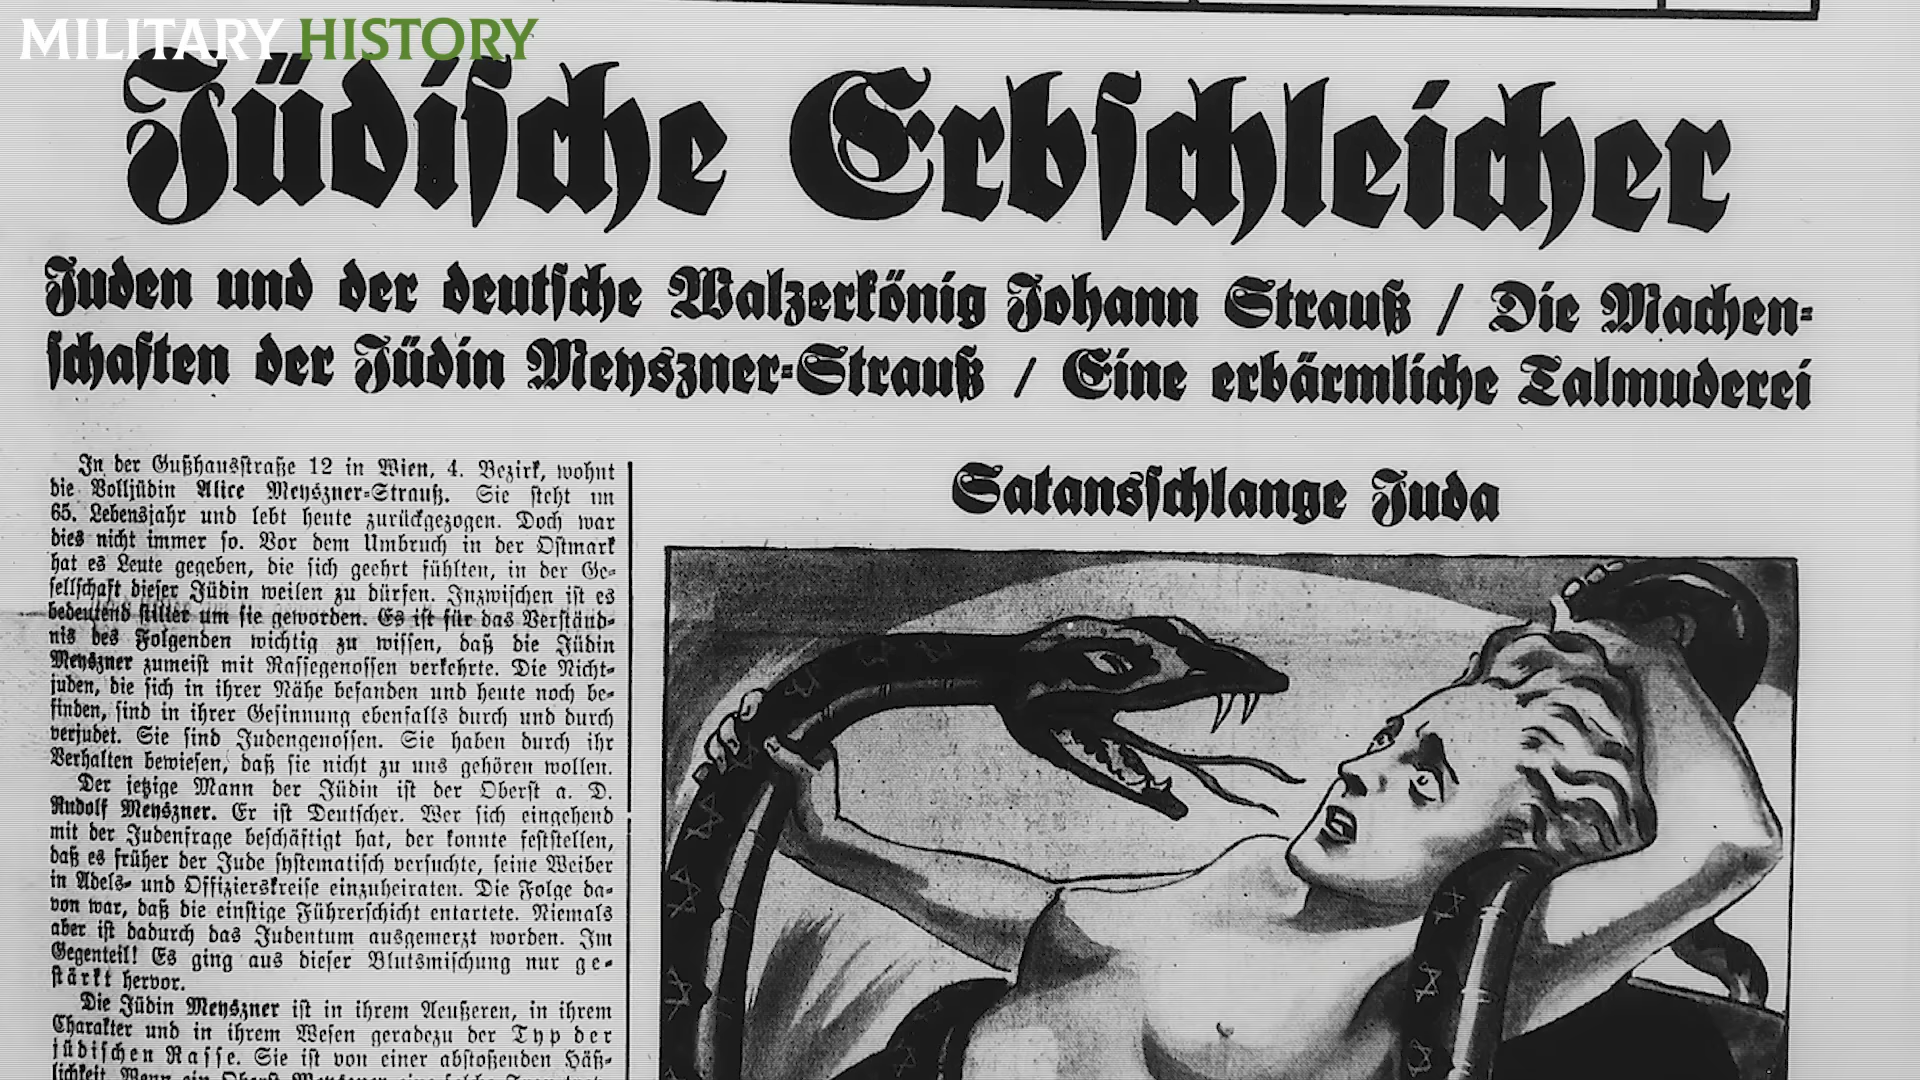 MILITARY HISTORY
Jüdische Erbschleicher
Juden und der deutsche Walzerkönig Johann Strauß / Die Machen-
schaften der Jüdin Meyszner-Strauß / Eine erbärmliche Talmuderei
In der Gußhausstraße 12 in Wien, 4. Bezirk, wohnt
die Volljüdin Alice Meyszner-Strauß. Sie steht im
65. Lebensjahr und lebt heute zurückgezogen. Doch war
dies nicht immer so. Vor dem Umbruch in der Ostmark
hat es Leute gegeben, die sich geehrt fühlten, in der Ge-
sellschaft dieser Jüdin weilen zu dürfen. Inzwischen ist es
bedeutend stiller um sie geworden. Es ist für das Verständ-
nis des Folgenden wichtig zu wissen, daß die Jüdin
Meyszner zumeist mit Rassegenossen verkehrte. Die Nicht-
juden, die sich in ihrer Nähe befanden und heute noch be-
finden, sind in ihrer Gesinnung ebenfalls durch und durch
verjudet. Sie sind Judengenossen. Sie haben durch ihr
Verhalten bewiesen, daß sie nicht zu uns gehören wollen.
Der jetzige Mann der Jüdin ist der Oberst a. D.
Rudolf Meyszner. Er ist Deutscher. Wer sich eingehend
mit der Judenfrage beschäftigt hat, der konnte feststellen,
daß es früher der Jude systematisch versuchte, seine Weiber
in Adels- und Offizierskreise einzuheiraten. Die Folge da-
von war, daß die einstige Führerschicht entartete. Niemals
aber ist dadurch das Judentum ausgemerzt worden. Im
Gegenteil! Es ging aus dieser Blutsmischung nur ge-
stärkt hervor.
Die Jüdin Meyszner ist in ihrem Aeußeren, in ihrem
Charakter und in ihrem Wesen geradezu der Typ der
jüdischen Rasse. Sie ist von einer abstoßenden Häß-
lichkeit. Wenn ein Oberst Meyszner eine solche
Satansschlange Juda